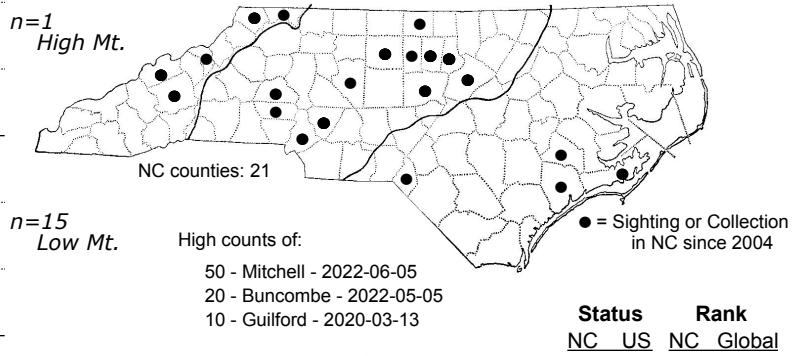 n=1
High Mt.
NC counties: 21
n=15
Low Mt.
High counts of:
50 - Mitchell - 2022-06-05
20 - Buncombe - 2022-05-05
10 - Guilford - 2020-03-13
● = Sighting or Collection
in NC since 2004
Status Rank
NC US NC Global